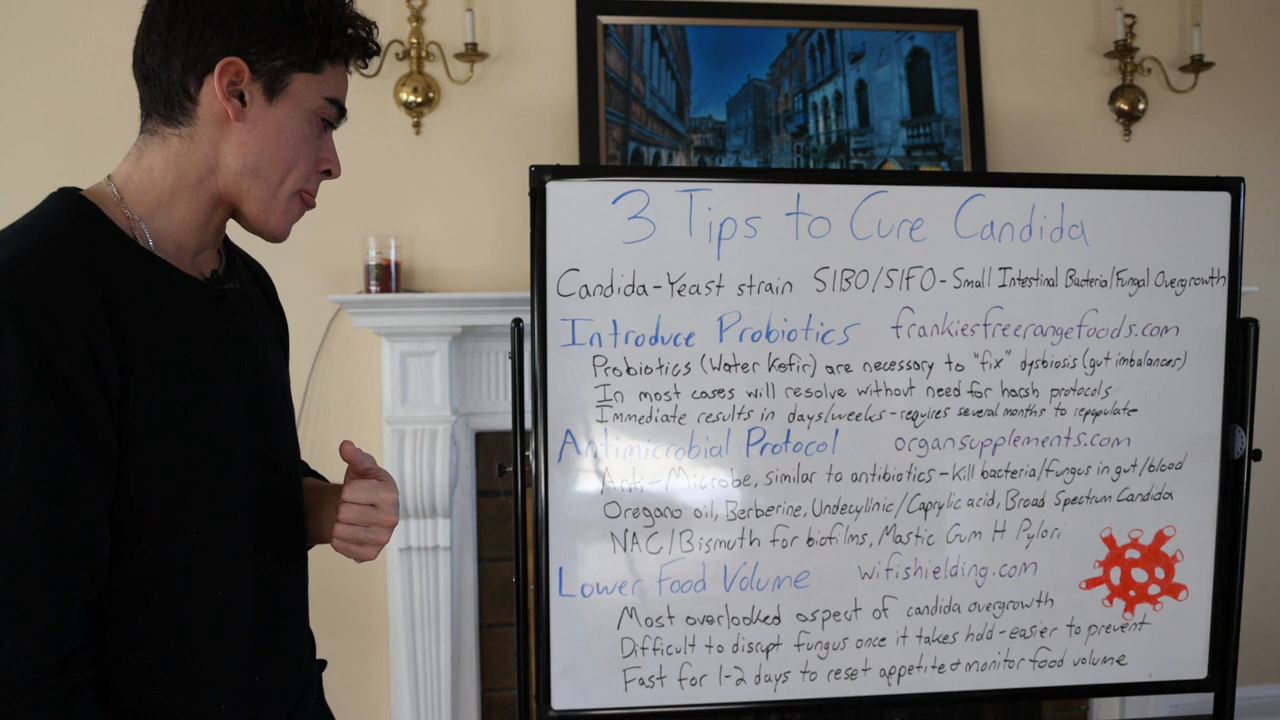 3 Tips to Cure Candida
Candida-Yeast strain SIBO/SIFO - Small Intestinal Bacteria/Fungal Overgrowth
Introduce Probiotics frankiesfreerangefoods.com
Probiotics (Water Kefir) are necessary to "fix" dysbiosis (gut imbalances)
In most cases will resolve without need for harsh protocols
Immediate results in days/weeks - requires several months to repopulate
Antimicrobial Protocol organsupplements.com
Anti-Microbe, similar to antibiotics - Kill bacteria/fungus in gut/blood
Oregano oil, Berberine, Undecyllnic/Caprylic acid, Broad Spectrum Candida
NAC/Bismuth for biofilms, Mastic Gum H Pylori
Lower Food Volume wifishielding.com
Most overlooked aspect of candida overgrowth
Difficult to disrupt fungus once it takes hold - easier to prevent
Fast for 1-2 days to reset appetite + monitor food volume